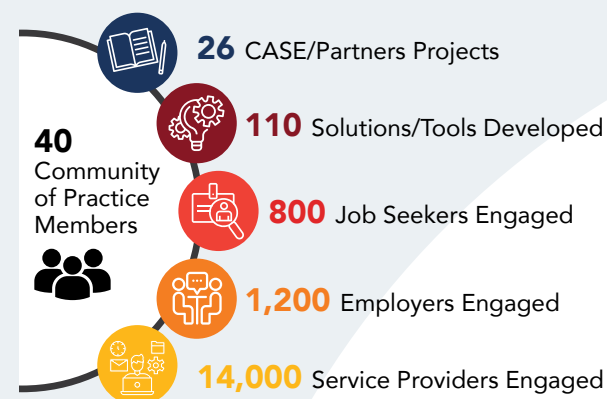 40
Community
of Practice
Members
26 CASE/Partners Projects
110 Solutions/Tools Developed
800 Job Seekers Engaged
1,200 Employers Engaged
14,000 Service Providers Engaged